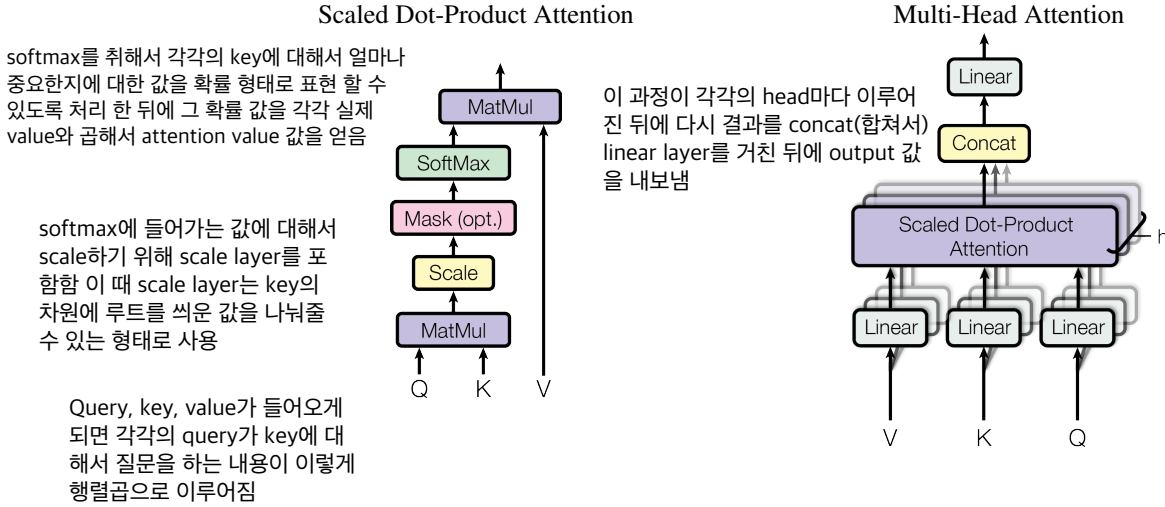 Scaled Dot-Product Attention
softmax를 취해서 각각의 key에 대해서 얼마나
중요한지에 대한 값을 확률 형태로 표현 할 수
있도록 처리 한 뒤에 그 확률 값을 각각 실제
value와 곱해서 attention value 값을 얻음
softmax에 들어가는 값에 대해서
scale하기 위해 scale layer를 포
함함 이 때 scale layer는 key의
차원에 루트를 씌운 값을 나눠줄
수 있는 형태로 사용
Query, key, value가 들어오게
되면 각각의 query가 key에 대
해서 질문을 하는 내용이 이렇게
행렬곱으로 이루어짐
MatMul
SoftMax
Mask (opt.)
Scale
MatMul
Q K V
Multi-Head Attention
이 과정이 각각의 head마다 이루어
진 뒤에 다시 결과를 concat(합쳐서)
linear layer를 거친 뒤에 output 값
을 내보냄
Linear
Concat
Scaled Dot-Product
Attention
h
Linear Linear Linear
V K Q